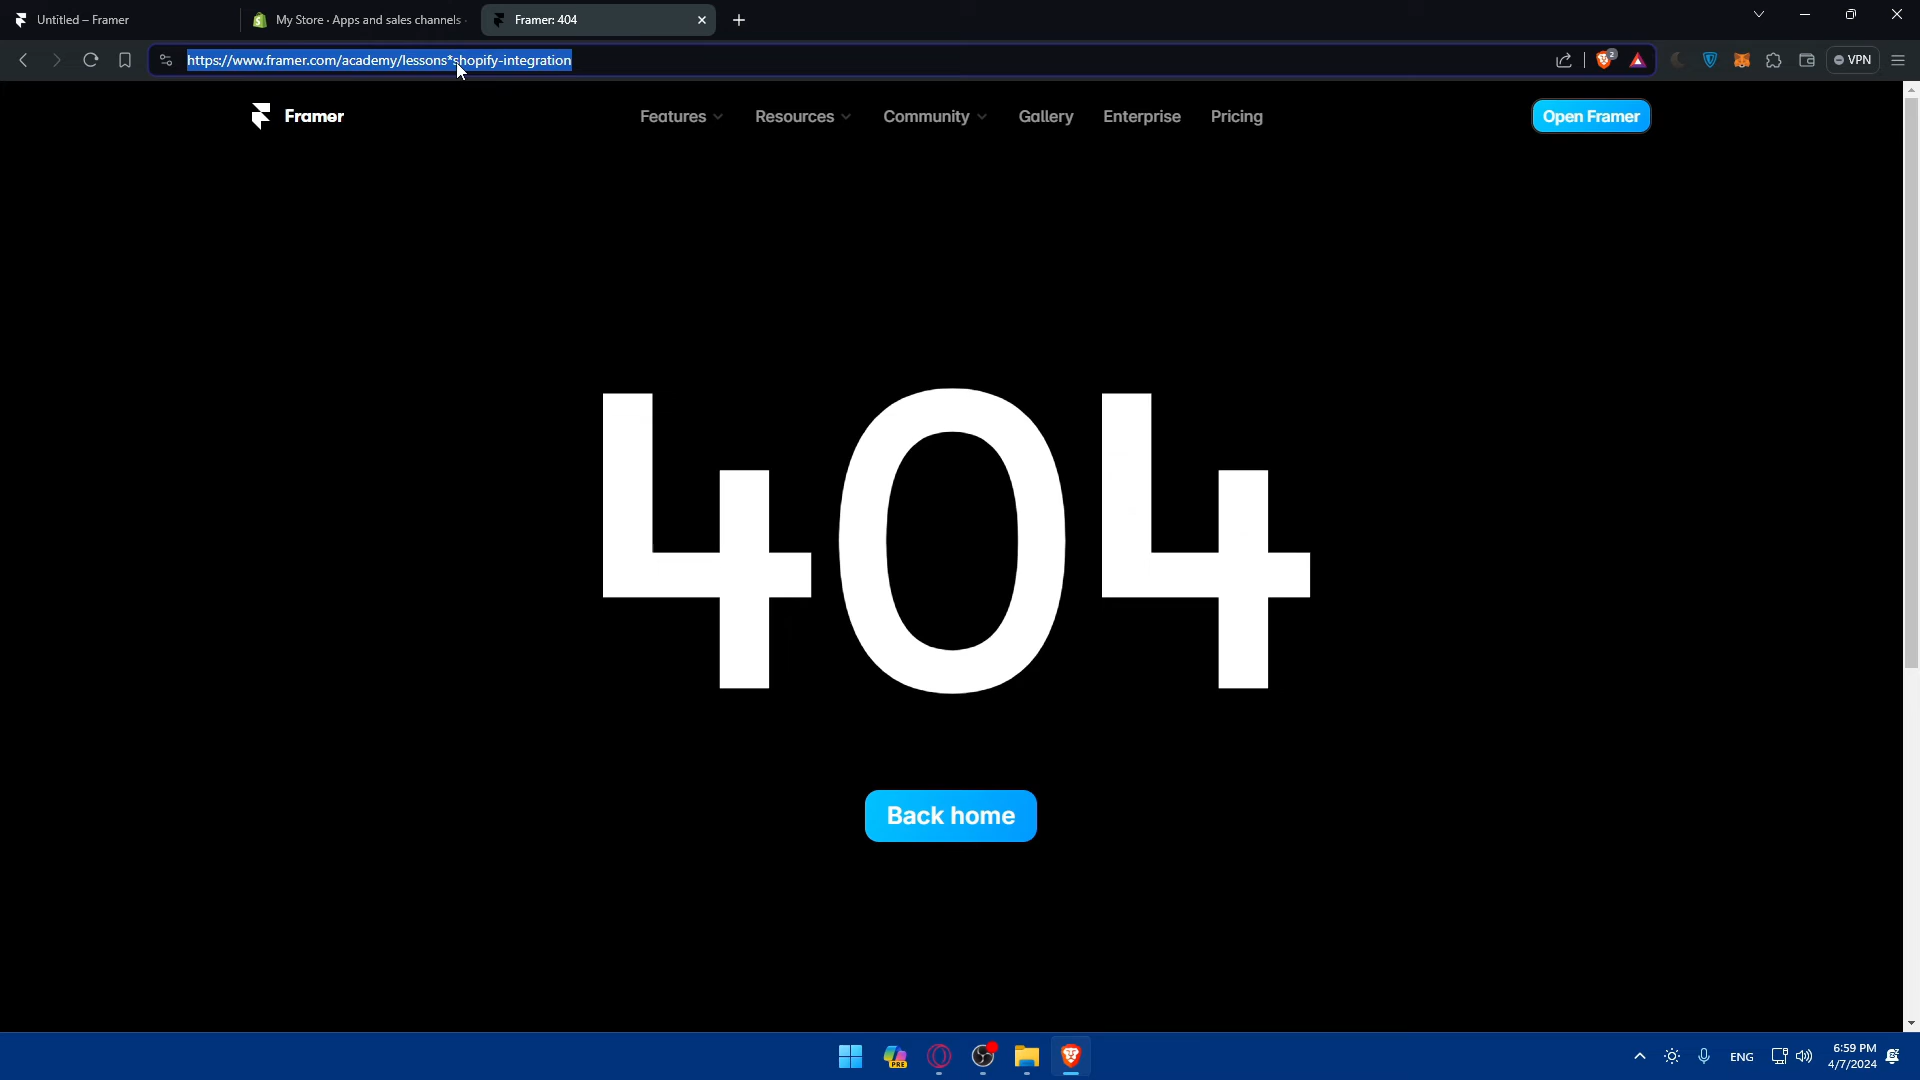 Untitled – Framer
My Store · Apps and sales channels ·
Framer: 404
https://www.framer.com/academy/lessons*shopify-integration
2
VPN
Framer
Features
Resources
Community
Gallery
Enterprise
Pricing
Open Framer
404
Back home
PRE
ENG
6:59 PM
4/7/2024